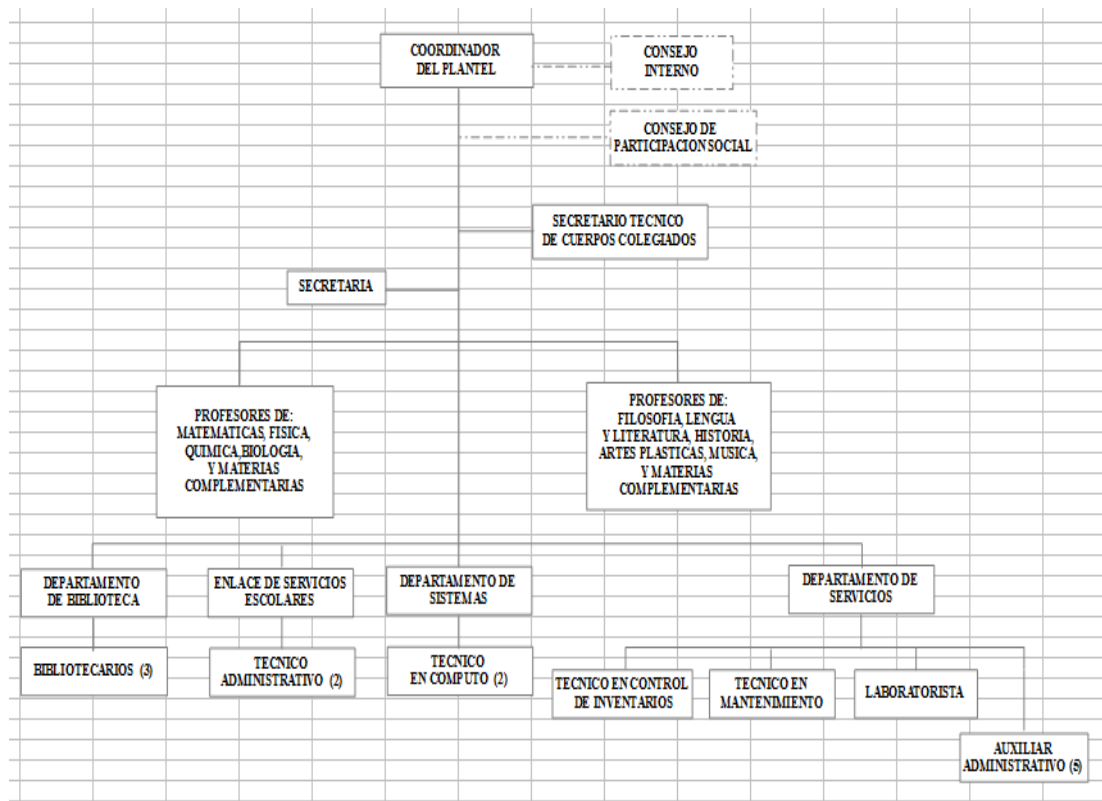 COORDINADOR
DEL PLANTEL
CONSEJO
INTERNO
CONSEJO DE
PARTICIPACION SOCIAL
SECRETARIO TECNICO
DE CUERPOS COLEGIADOS
SECRETARIA
PROFESORES DE:
MATEMATICAS, FISICA,
QUIMICA,BIOLOGIA,
Y MATERIAS
COMPLEMENTARIAS
PROFESORES DE:
FILOSOFIA, LENGUA
Y LITERATURA, HISTORIA,
ARTES PLASTICAS, MUSICA,
Y MATERIAS
COMPLEMENTARIAS
DEPARTAMENTO
DE BIBLIOTECA
ENLACE DE SERVICIOS
ESCOLARES
DEPARTAMENTO DE
SISTEMAS
DEPARTAMENTO DE
SERVICIOS
BIBLIOTECARIOS (3)
TECNICO
ADMINISTRATIVO (2)
TECNICO
EN COMPUTO (2)
TECNICO EN CONTROL
DE INVENTARIOS
TECNICO EN
MANTENIMIENTO
LABORATORISTA
AUXILIAR
ADMINISTRATIVO (5)